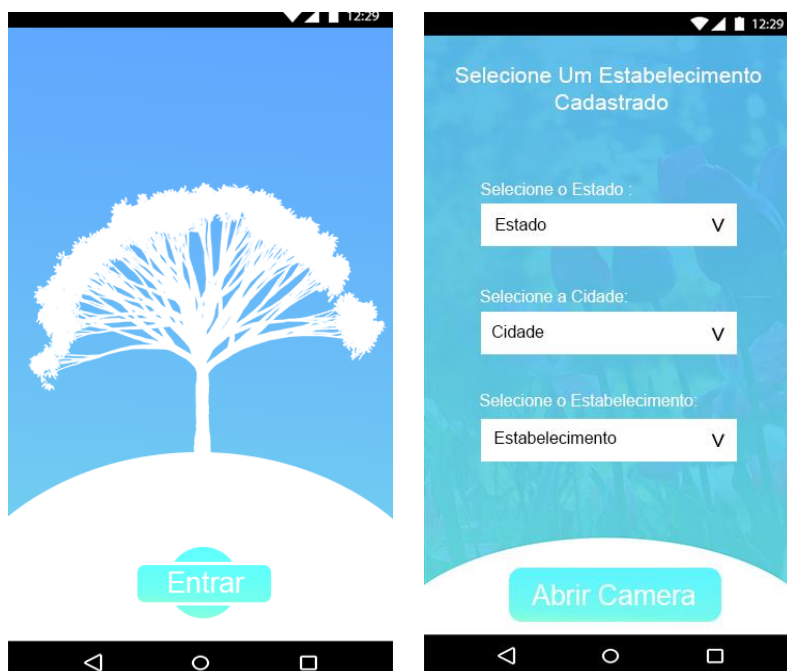 12:29
Entrar
12:29
Selecione Um Estabelecimento
Cadastrado
Selecione o Estado :
Estado V
Selecione a Cidade:
Cidade V
Selecione o Estabelecimento:
Estabelecimento V
Abrir Camera